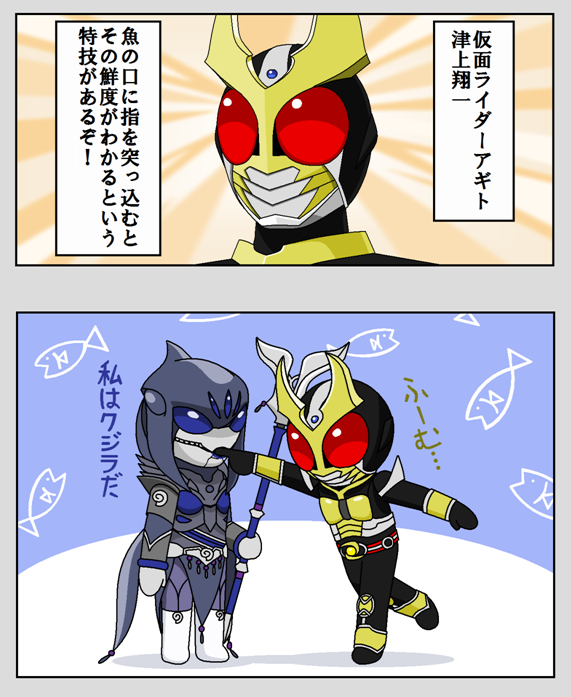 仮面ライダーアギト
津上翔一
魚の口に指を突っ込むと
その鮮度がわかるという
特技があるぞ!
ふーむ…
私はクジラだ